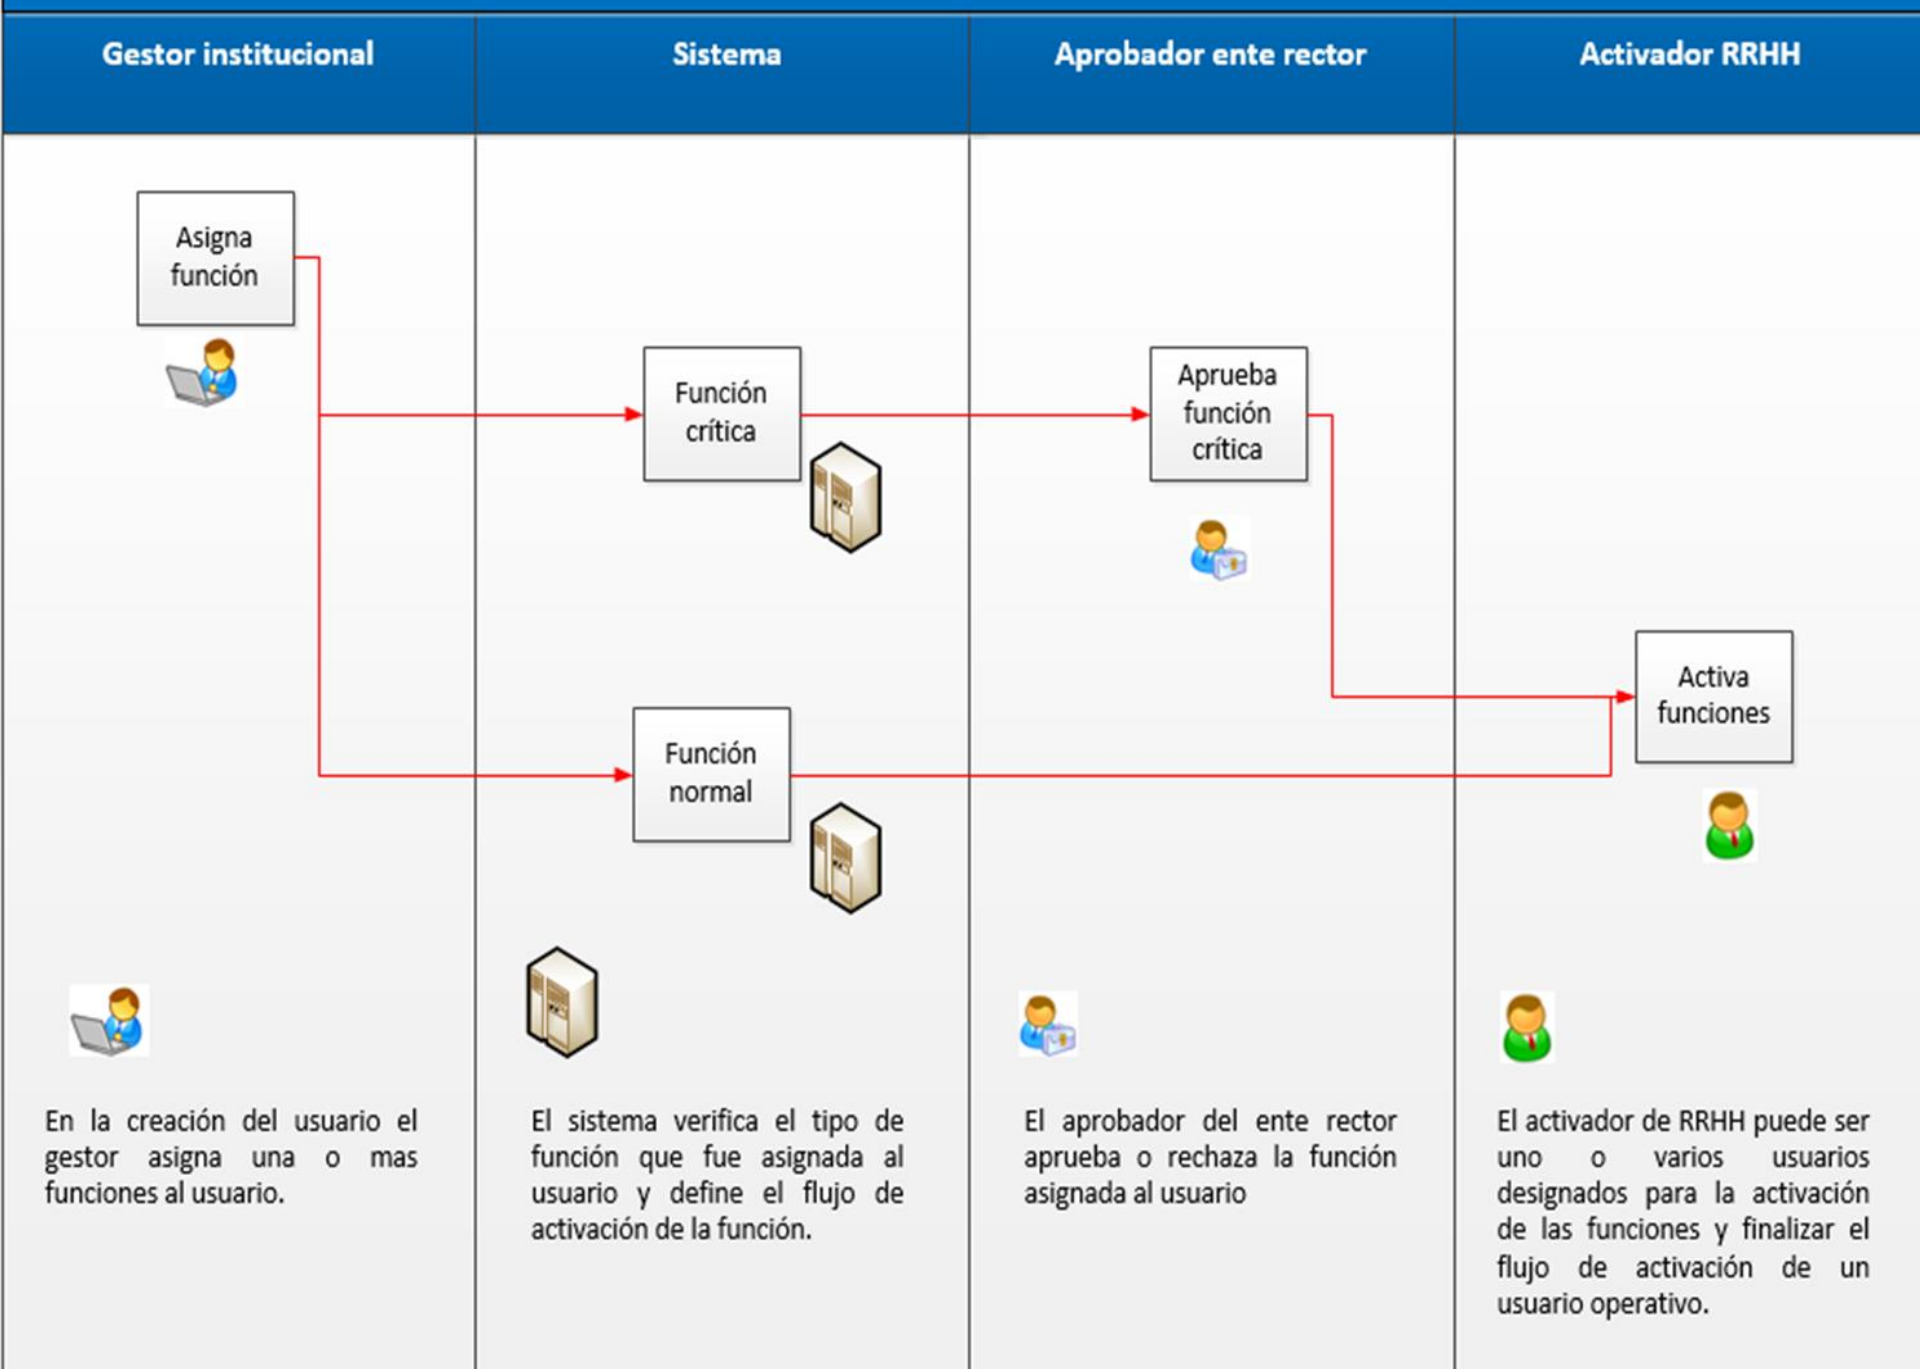 Gestor institucional
Sistema
Aprobador ente rector
Activador RRHH
Asigna
función
Función
crítica
Aprueba
función
crítica
Activa
funciones
Función
normal
En la creación del usuario el
gestor asigna una o mas
funciones al usuario.
El sistema verifica el tipo de
función que fue asignada al
usuario y define el flujo de
activación de la función.
El aprobador del ente rector
aprueba o rechaza la función
asignada al usuario
El activador de RRHH puede ser
uno o varios usuarios
designados para la activación
de las funciones y finalizar el
flujo de activación de un
usuario operativo.